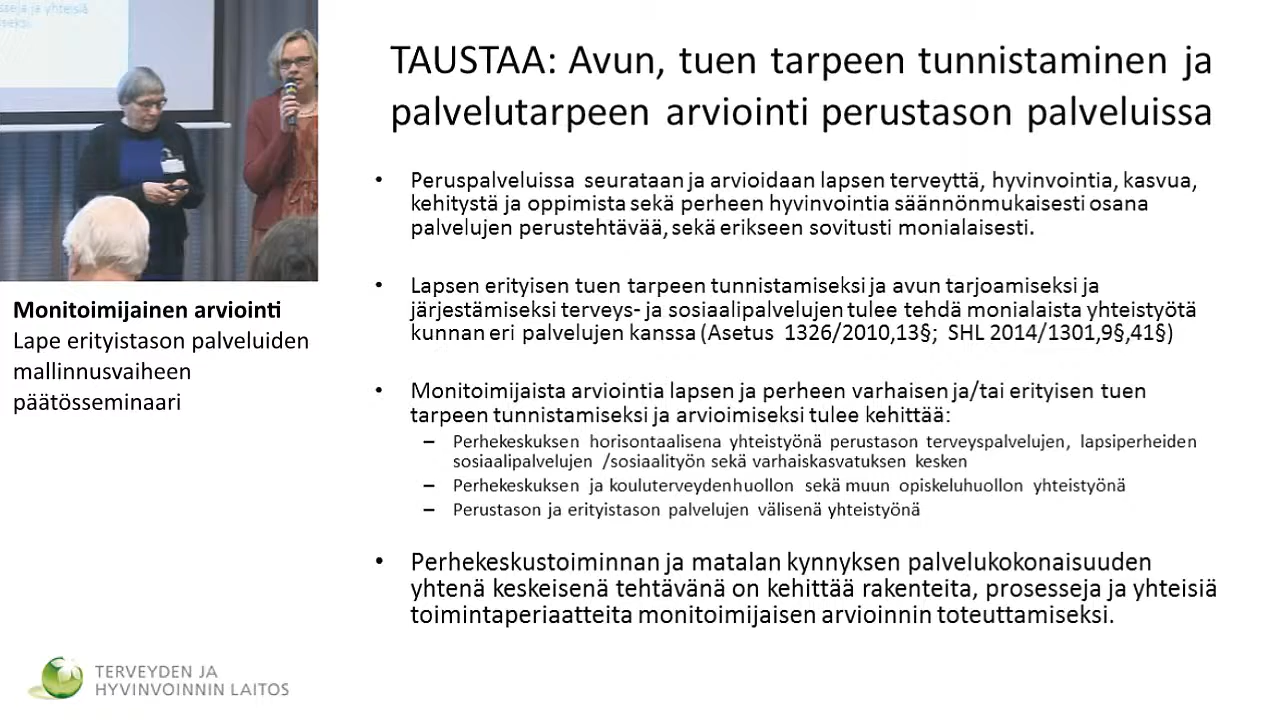 sseja ja yhteisiä
seksi.
TAUSTAA: Avun, tuen tarpeen tunnistaminen ja
palvelutarpeen arviointi perustason palveluissa
• Peruspalveluissa seurataan ja arvioidaan lapsen terveyttä, hyvinvointia, kasvua,
kehitystä ja oppimista sekä perheen hyvinvointia säännönmukaisesti osana
palvelujen perustehtävää, sekä erikseen sovitusti monialaisesti.
• Lapsen erityisen tuen tarpeen tunnistamiseksi ja avun tarjoamiseksi ja
järjestämiseksi terveys- ja sosiaalipalvelujen tulee tehdä monialaista yhteistyötä
kunnan eri palvelujen kanssa (Asetus 1326/2010,13§; SHL 2014/1301,9§,41§)
• Monitoimijaista arviointia lapsen ja perheen varhaisen ja/tai erityisen tuen
tarpeen tunnistamiseksi ja arvioimiseksi tulee kehittää:
– Perhekeskuksen horisontaalisena yhteistyönä perustason terveyspalvelujen, lapsiperheiden
sosiaalipalvelujen /sosiaalityön sekä varhaiskasvatuksen kesken
– Perhekeskuksen ja kouluterveydenhuollon sekä muun opiskeluhuollon yhteistyönä
– Perustason ja erityistason palvelujen välisenä yhteistyönä
• Perhekeskustoiminnan ja matalan kynnyksen palvelukokonaisuuden
yhtenä keskeisenä tehtävänä on kehittää rakenteita, prosesseja ja yhteisiä
toimintaperiaatteita monitoimijaisen arvioinnin toteuttamiseksi.
Monitoimijainen arviointi
Lape erityistason palveluiden
mallinnusvaiheen
päätösseminaari
TERVEYDEN JA
HYVINVOINNIN LAITOS